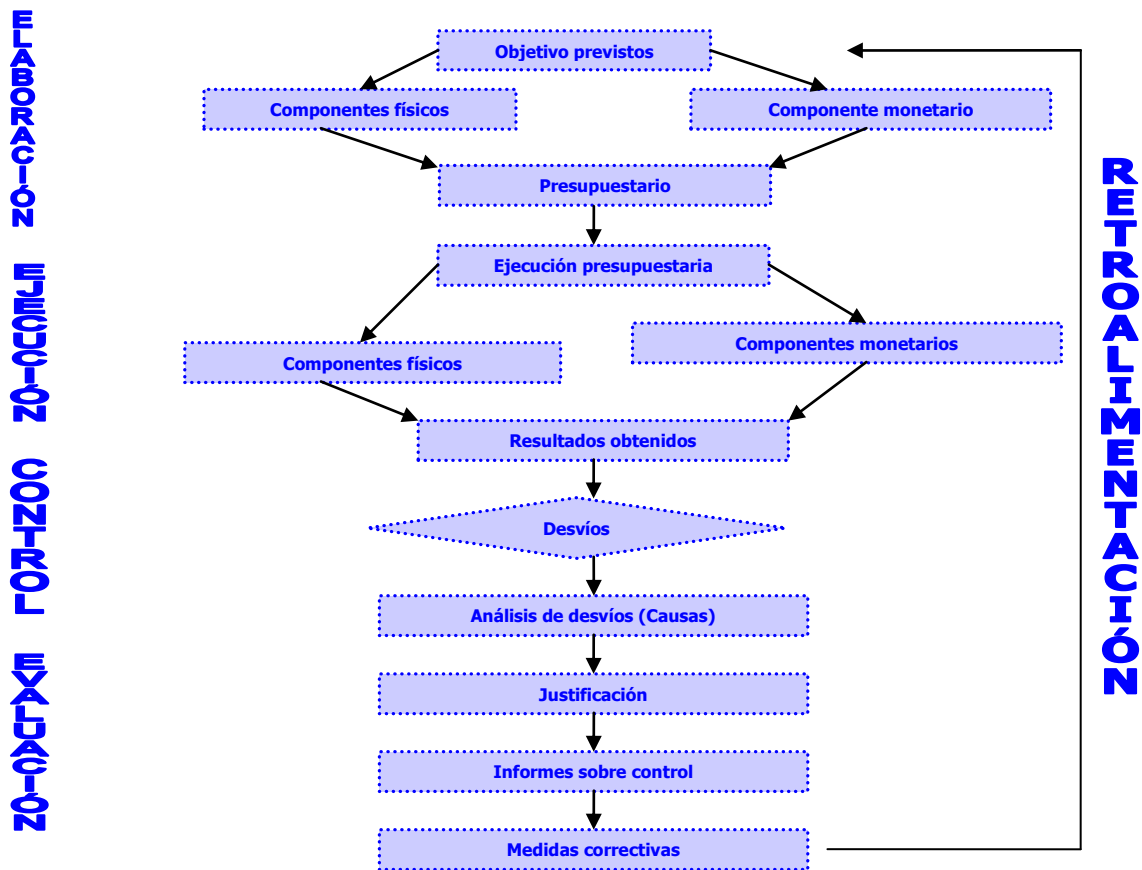 ELABORACIÓN
EJECUCIÓN
CONTROL
EVALUACIÓN
Objetivo previstos
Componentes físicos
Componente monetario
Presupuestario
Ejecución presupuestaria
Componentes monetarios
Componentes físicos
Resultados obtenidos
Desvíos
Análisis de desvíos (Causas)
Justificación
Informes sobre control
Medidas correctivas
RETROALIMENTACIÓN